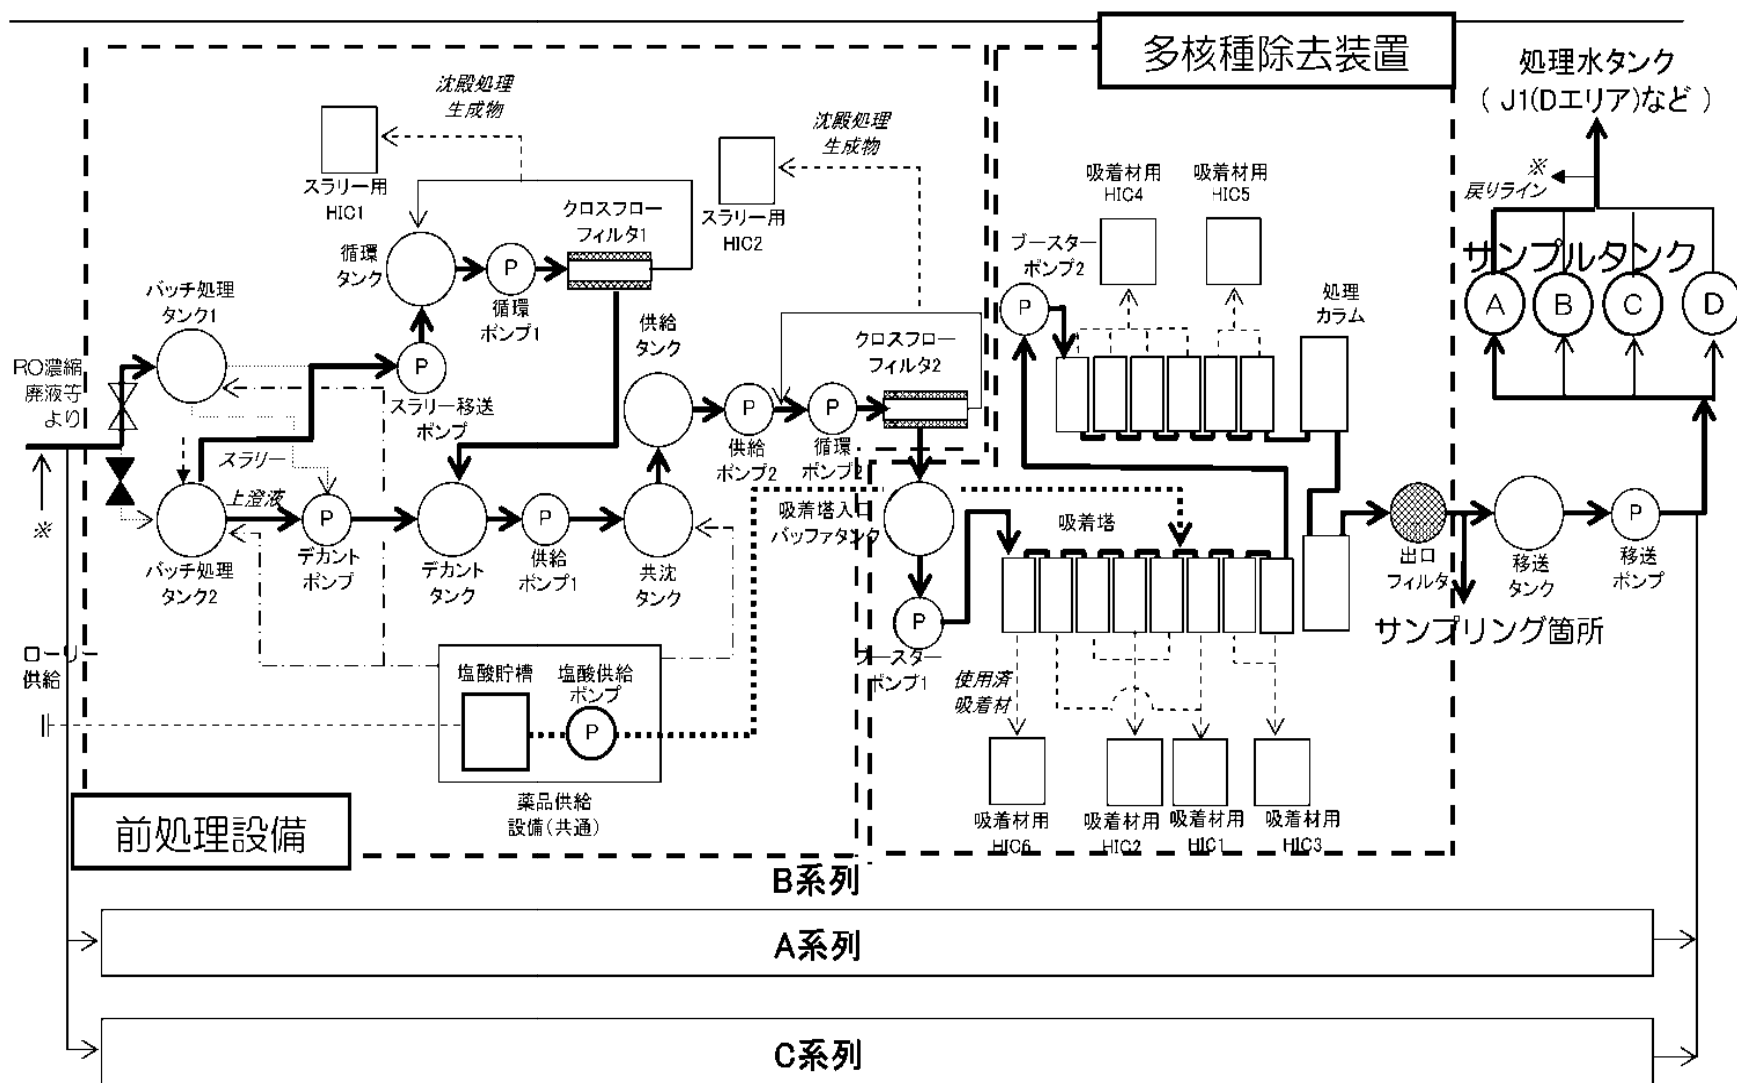 多核種除去装置
処理水タンク
( J1(Dエリア)など )
※
戻りライン
サンプルタンク
A
B
C
D
沈殿処理
生成物
スラリー用
HIC1
沈殿処理
生成物
スラリー用
HIC2
クロスフロー
フィルタ1
循環
タンク
P
循環
ポンプ1
吸着材用
HIC4
吸着材用
HIC5
ブースター
ポンプ2
P
処理
カラム
バッチ処理
タンク1
RO濃縮
廃液等
より
P
スラリー移送
ポンプ
供給
タンク
クロスフロー
フィルタ2
P
供給
ポンプ2
P
循環
ポンプ2
※
スラリー
上澄液
バッチ処理
タンク2
P
デカント
ポンプ
デカント
タンク
P
供給
ポンプ1
共沈
タンク
吸着塔入口
バッファタンク
吸着塔
出口
フィルタ
移送
タンク
P
移送
ポンプ
サンプリング箇所
P
ブースター
ポンプ1
使用済
吸着材
ローリー
供給
塩酸貯槽
塩酸供給
ポンプ
P
薬品供給
設備(共通)
吸着材用
HIC6
吸着材用
HIC2
吸着材用
HIC1
吸着材用
HIC3
前処理設備
B系列
A系列
C系列